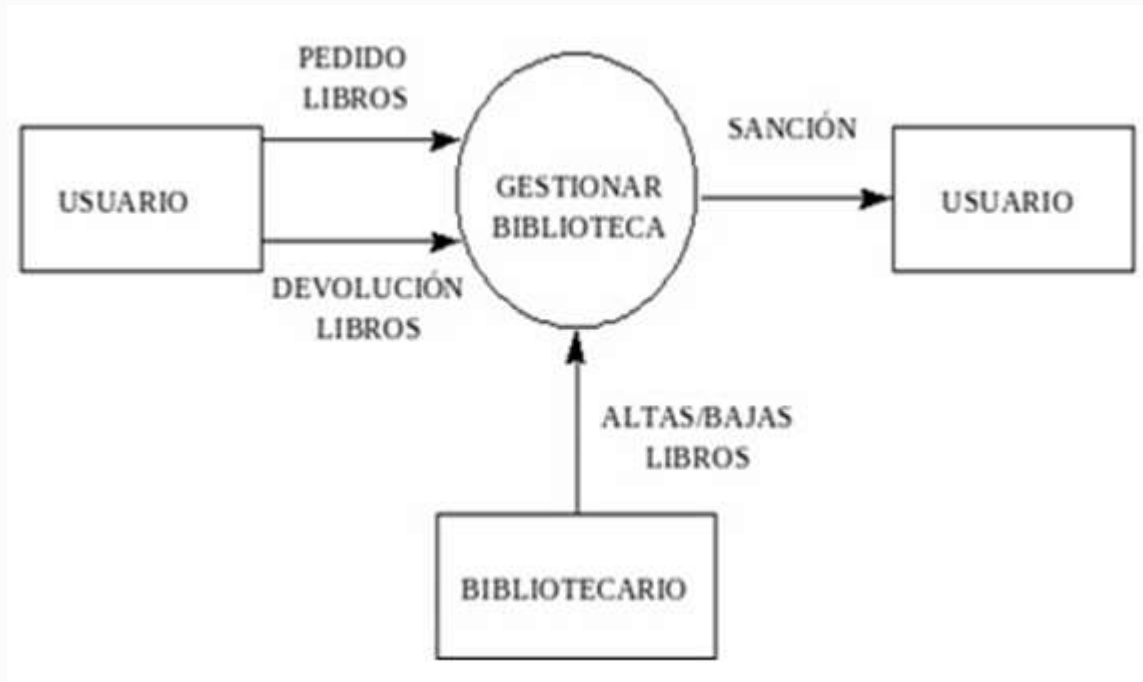 PEDIDO
LIBROS
USUARIO
DEVOLUCIÓN
LIBROS
GESTIONAR
BIBLIOTECA
SANCIÓN
USUARIO
ALTAS/BAJAS
LIBROS
BIBLIOTECARIO